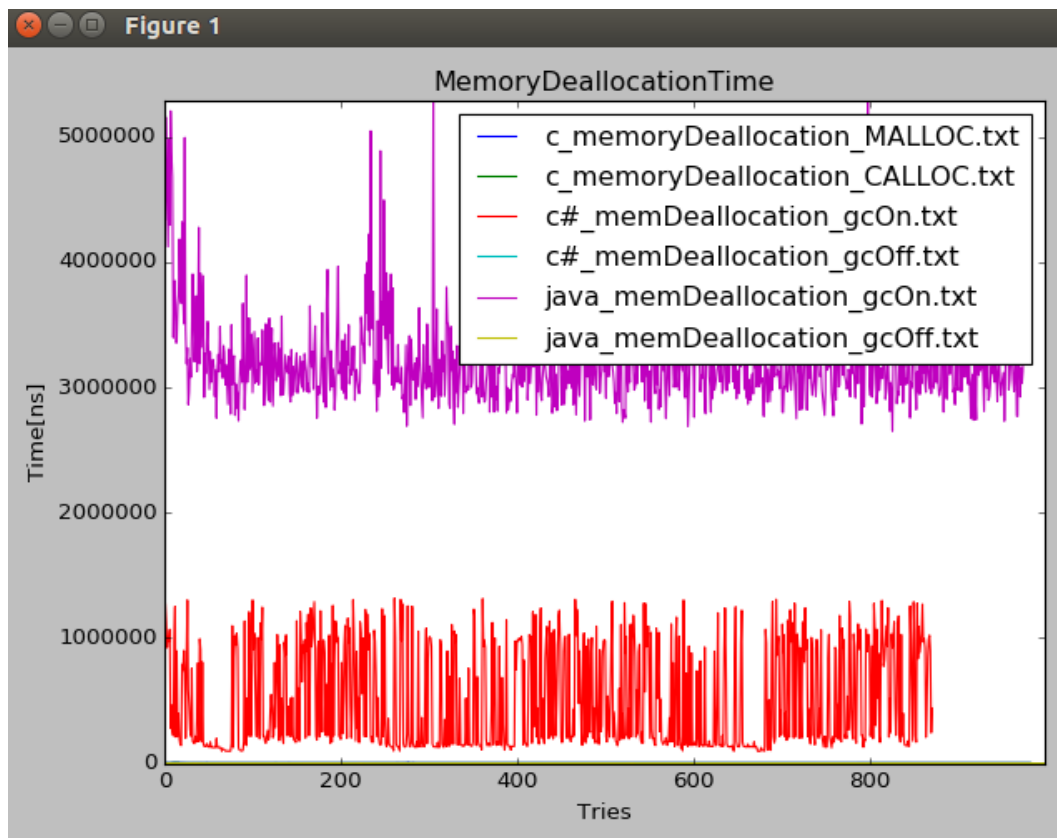 Figure 1
MemoryDeallocationTime
c_memoryDeallocation_MALLOC.txt
c_memoryDeallocation_CALLOC.txt
c#_memDeallocation_gcOn.txt
c#_memDeallocation_gcOff.txt
java_memDeallocation_gcOn.txt
java_memDeallocation_gcOff.txt
5000000
4000000
3000000
2000000
1000000
0
Time[ns]
0 200 400 600 800
Tries